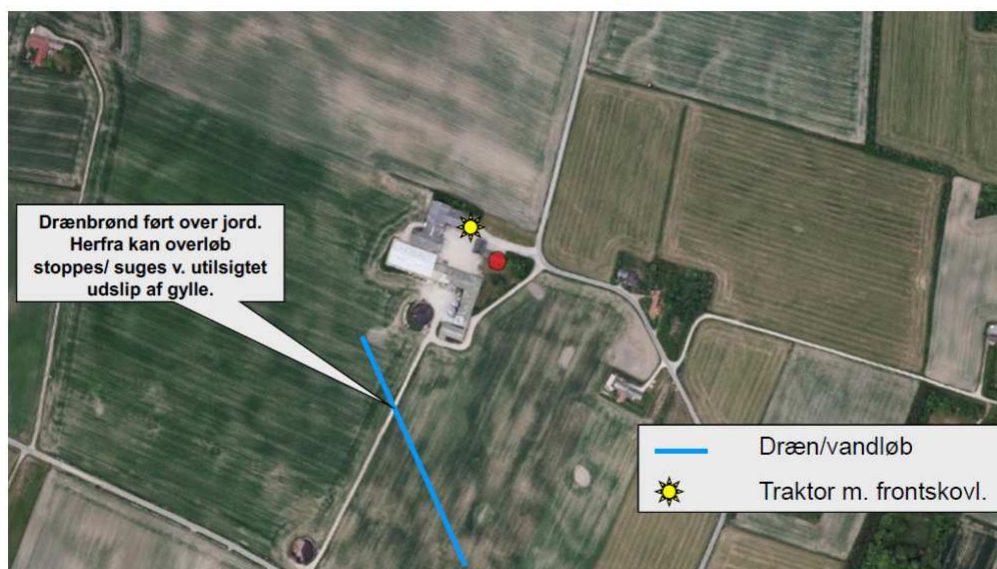 Drænbrønd ført over jord.
Herfra kan overløb
stoppes/ suges v. utilsigtet
udslip af gylle.
Dræn/vandløb
Traktor m. frontskovl.